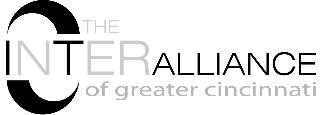 THE
INTERALLIANCE
of greater cincinnati